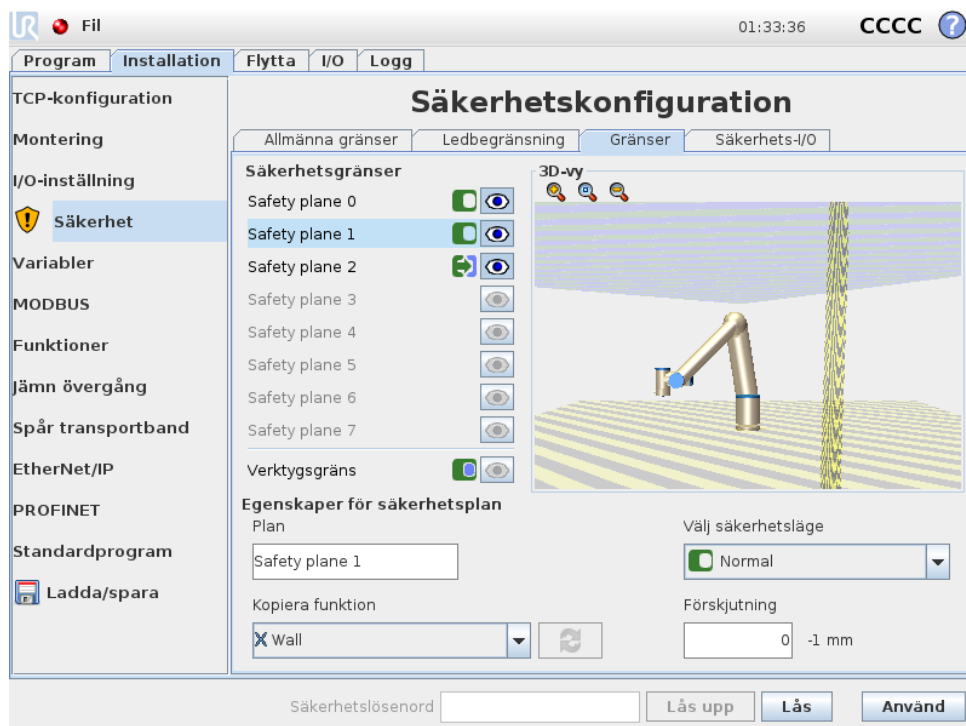 UR Fil 01:33:36 CCCC ?
Program Installation Flytta I/O Logg
TCP-konfiguration
Montering
I/O-inställning
Säkerhet
Variabler
MODBUS
Funktioner
Jämn övergång
Spår transportband
EtherNet/IP
PROFINET
Standardprogram
Ladda/spara
Säkerhetskonfiguration
Allmänna gränser Ledbegränsning Gränser Säkerhets-I/O
Säkerhetsgränser
Safety plane 0
Safety plane 1
Safety plane 2
Safety plane 3
Safety plane 4
Safety plane 5
Safety plane 6
Safety plane 7
Verktygsgräns
3D-vy
Egenskaper för säkerhetsplan
Plan
Safety plane 1
Välj säkerhetsläge
Normal
Kopiera funktion
Wall
Förskjutning
0 -1 mm
Säkerhetslösenord Lås upp Lås Använd